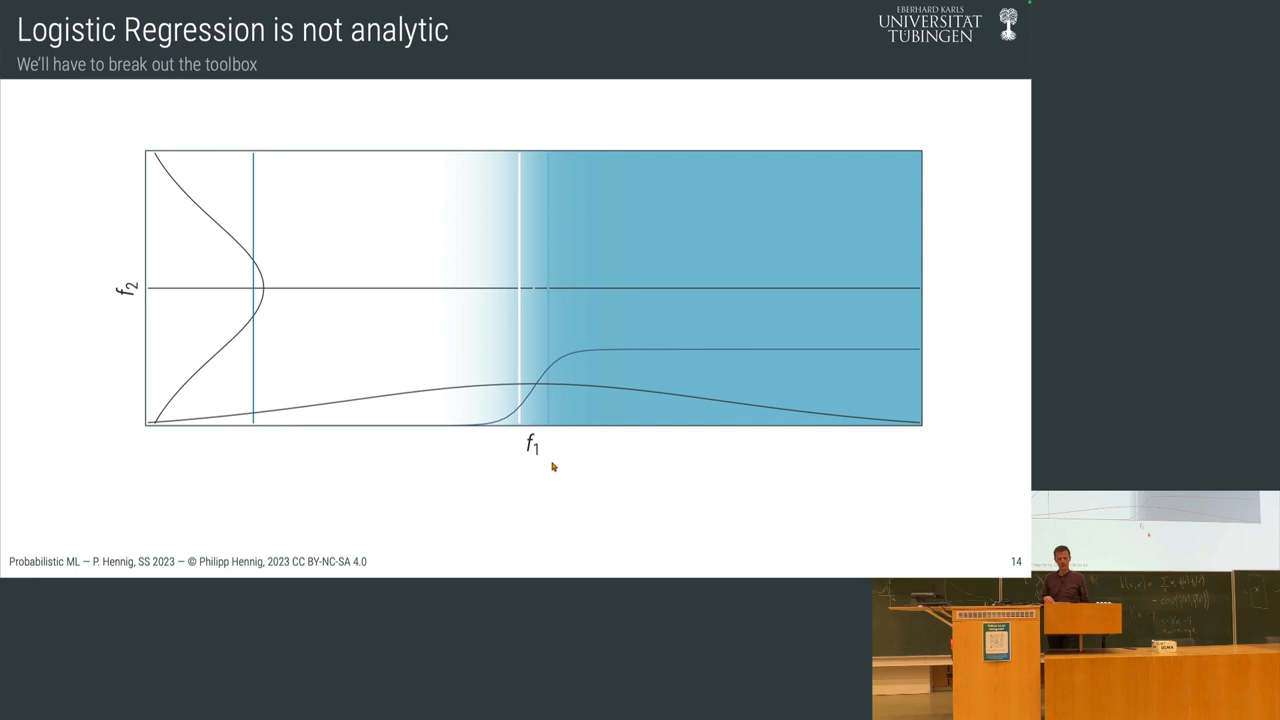 Logistic Regression is not analytic
We'll have to break out the toolbox
EBERHARD KARLS
UNIVERSITÄT
TÜBINGEN
f2
f1
Probabilistic ML — P. Hennig, SS 2023 — © Philipp Hennig, 2023 CC BY-NC-SA 4.0
14